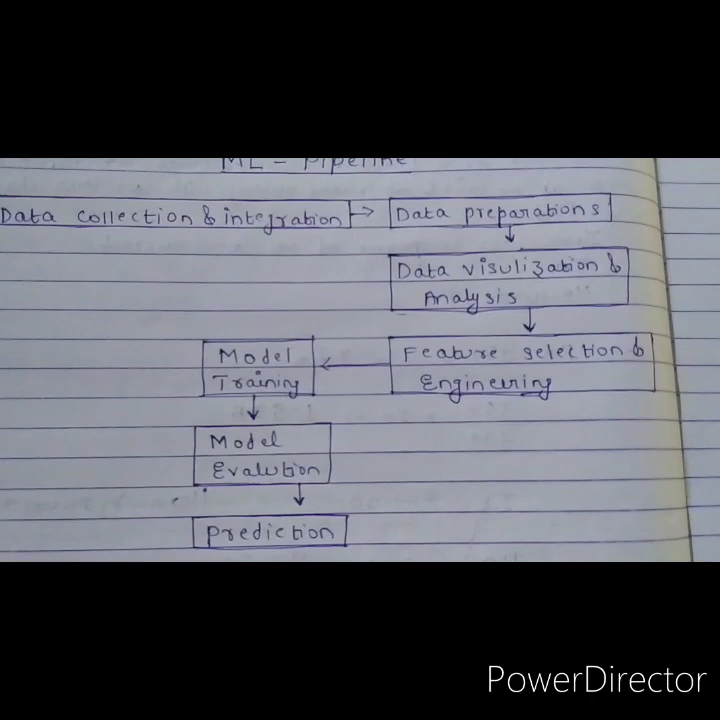 ML - Pipeline
Data collection & integration
Data preparations
Data visulization &
Analysis
Feature selection &
Engineering
Model
Training
Model
Evalution
prediction
PowerDirector